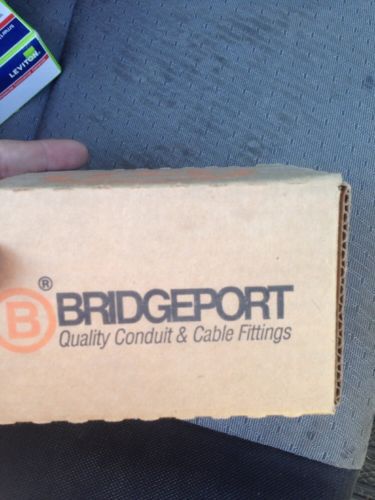 LEVITON
B® BRIDGEPORT
Quality Conduit & Cable Fittings